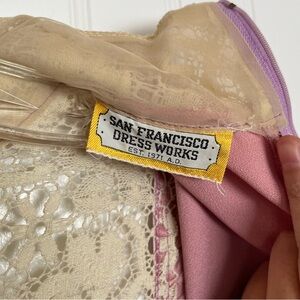 SAN FRANCISCO
DRESS WORKS
EST. 1971 A.D.